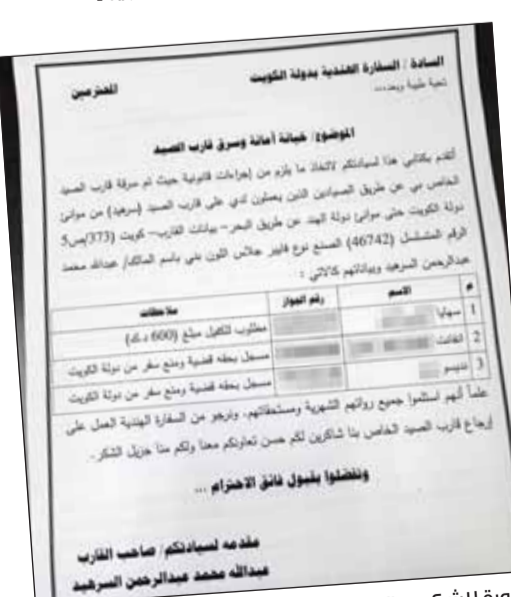 السادة / السفارة الهندية بدولة الكويت المحترمين
تحية طيبة وبعد...
الموضوع/ خيانة أمانة وسرق قارب الصيد
أتقدم بكتابي هذا لسيادتكم لاتخاذ ما يلزم من إجراءات قانونية حيث تم سرقة قارب الصيد
الخاص بي عن طريق الصيادين الذين يعملون لدي على قارب الصيد (سرهيد) من موانئ
دولة الكويت حتى موانئ دولة الهند عن طريق البحر – بيانات القارب – كويت (373/ص5
الرقم المتسلسل (46742) الصنع نوع فايبر جلاس اللون بني باسم المالك/ عبدالله محمد
عبدالرحمن السرهيد وبياناتهم كالاتي :
م الاسم رقم الجواز ملاحظات
1 سهايا مطلوب للكفيل مبلغ (600 د.ك)
2 مسجل بحقه قضية ومنع سفر من دولة الكويت
3 مسجل بحقه قضية ومنع سفر من دولة الكويت
علماً أنهم استلموا جميع رواتبهم الشهرية ومستحقاتهم، ونرجو من السفارة الهندية العمل على
إرجاع قارب الصيد الخاص بنا شاكرين لكم حسن تعاونكم معنا ولكم منا جزيل الشكر.
وتفضلوا بقبول فائق الاحترام ...
مقدمه لسيادتكم/ صاحب القارب
عبدالله محمد عبدالرحمن السرهيد